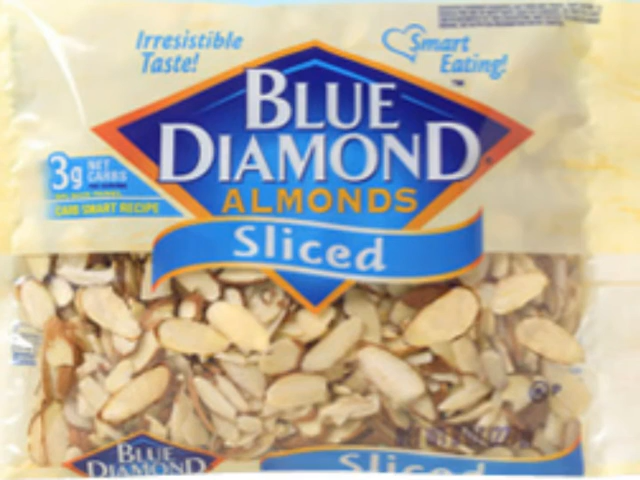 Irresistible
Taste!
Smart
Eating!
BLUE
DIAMOND
ALMONDS
Sliced
3g NET
CARBS
CARB SMART RECIPE
BLUE
DIAMOND
Sliced